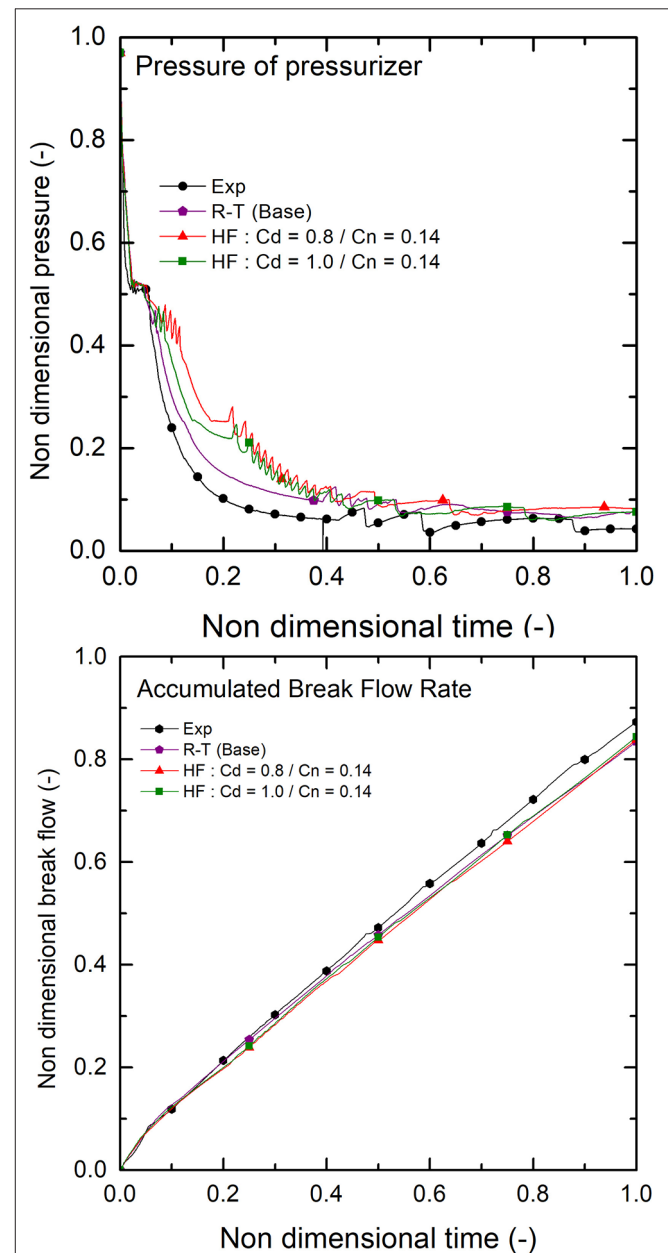 Pressure of pressurizer
Non dimensional pressure (-)
1.0
0.8
0.6
0.4
0.2
0.0
Exp
R-T (Base)
HF : Cd = 0.8 / Cn = 0.14
HF : Cd = 1.0 / Cn = 0.14
0.0 0.2 0.4 0.6 0.8 1.0
Non dimensional time (-)
Accumulated Break Flow Rate
Non dimensional break flow (-)
1.0
0.8
0.6
0.4
0.2
0.0
Exp
R-T (Base)
HF : Cd = 0.8 / Cn = 0.14
HF : Cd = 1.0 / Cn = 0.14
0.0 0.2 0.4 0.6 0.8 1.0
Non dimensional time (-)